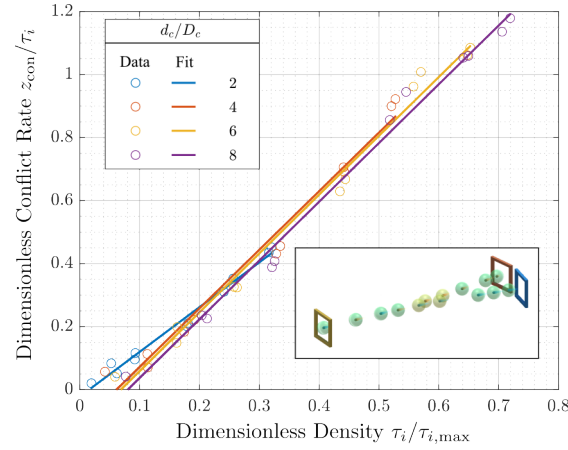 d_c/D_c
Data Fit
2
4
6
8
Dimensionless Conflict Rate z_con/τ_i
1.2
1
0.8
0.6
0.4
0.2
0
0 0.1 0.2 0.3 0.4 0.5 0.6 0.7 0.8
Dimensionless Density τ_i/τ_i,max